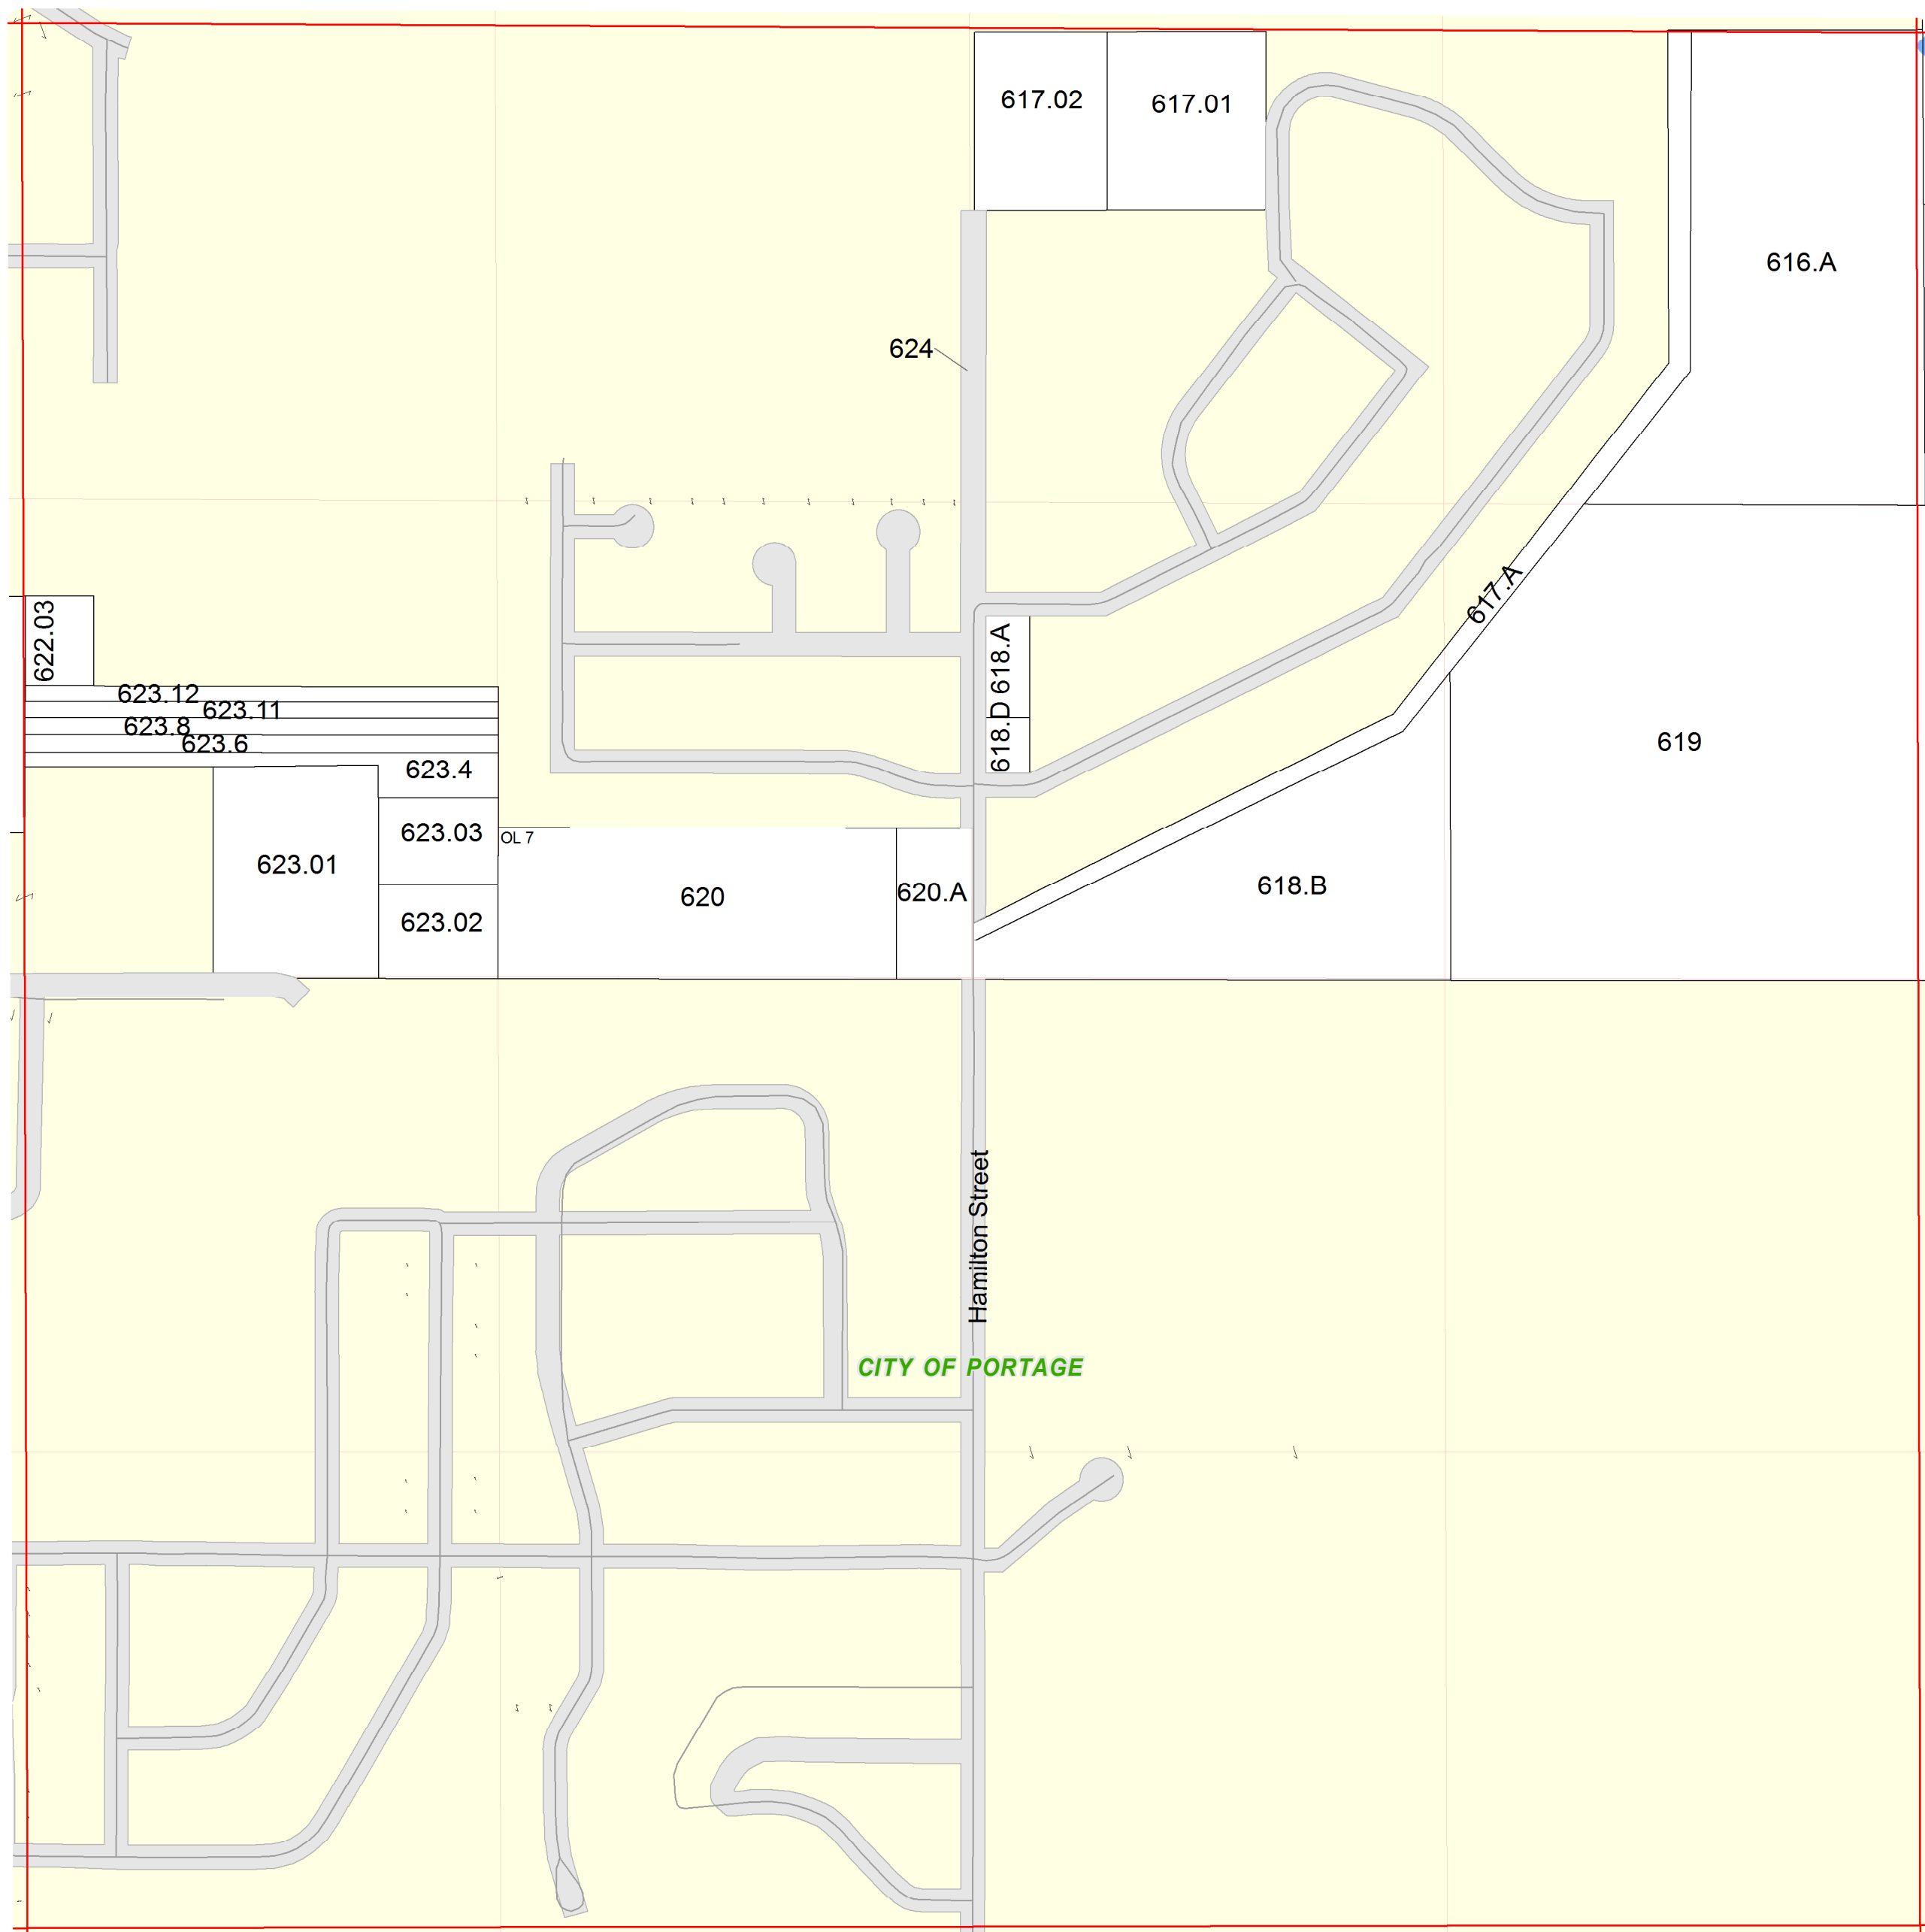 617.02
617.01
616.A
624
617.A
622.03
618.A
618.D
623.12
623.11
623.8
623.6
623.4
619
623.03
OL 7
623.01
620
620.A
618.B
623.02
Hamilton Street
CITY OF PORTAGE